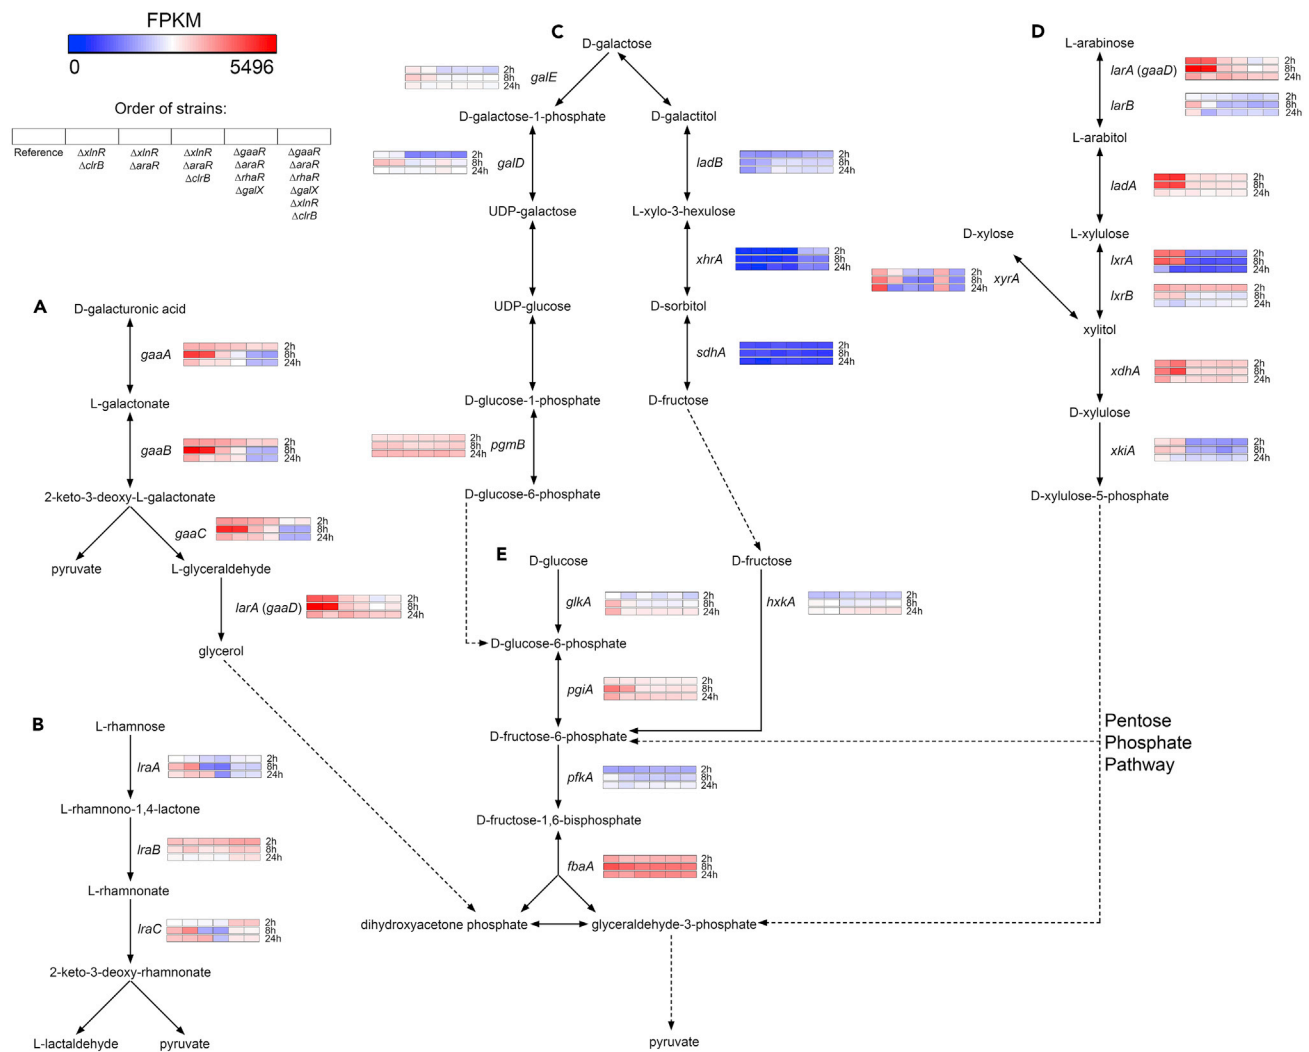 FPKM
0 5496
Order of strains:
Reference ΔxlnR ΔxlnR ΔxlnR ΔgaaR ΔgaaR
ΔclrB ΔaraR ΔaraR ΔaraR ΔaraR
ΔclrB ΔrhaR ΔrhaR
ΔgalX ΔgalX
ΔxlnR
ΔclrB
A
D-galacturonic acid
gaaA
2h
8h
24h
L-galactonate
gaaB
2h
8h
24h
2-keto-3-deoxy-L-galactonate
gaaC
2h
8h
24h
pyruvate
L-glyceraldehyde
larA (gaaD)
2h
8h
24h
glycerol
B
L-rhamnose
lraA
2h
8h
24h
L-rhamnono-1,4-lactone
lraB
2h
8h
24h
L-rhamnonate
lraC
2h
8h
24h
2-keto-3-deoxy-rhamnonate
L-lactaldehyde
pyruvate
C
D-galactose
galE
2h
8h
24h
D-galactose-1-phosphate
galD
2h
8h
24h
UDP-galactose
UDP-glucose
D-glucose-1-phosphate
pgmB
2h
8h
24h
D-glucose-6-phosphate
D-galactitol
ladB
2h
8h
24h
L-xylo-3-hexulose
xhrA
2h
8h
24h
D-sorbitol
sdhA
2h
8h
24h
D-fructose
D
L-arabinose
larA (gaaD)
2h
8h
24h
larB
2h
8h
24h
L-arabitol
ladA
2h
8h
24h
L-xylulose
D-xylose
xyrA
2h
8h
24h
lxrA
2h
8h
24h
lxrB
2h
8h
24h
xylitol
xdhA
2h
8h
24h
D-xylulose
xkiA
2h
8h
24h
D-xylulose-5-phosphate
Pentose
Phosphate
Pathway
E
D-glucose
glkA
2h
8h
24h
D-fructose
hxkA
2h
8h
24h
D-glucose-6-phosphate
pgiA
2h
8h
24h
D-fructose-6-phosphate
pfkA
2h
8h
24h
D-fructose-1,6-bisphosphate
fbaA
2h
8h
24h
dihydroxyacetone phosphate
glyceraldehyde-3-phosphate
pyruvate